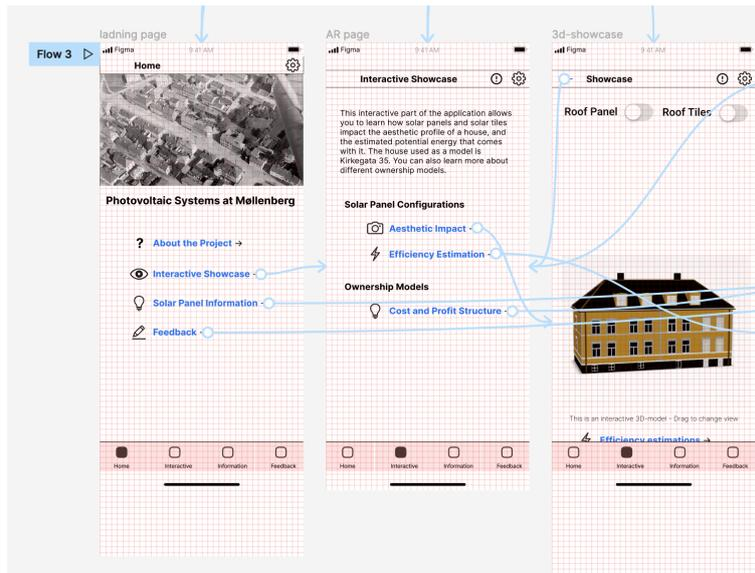 ladning page
AR page
3d-showcase
Flow 3
Figma
9:41 AM
Home
Photovoltaic Systems at Møllenberg
? About the Project →
Interactive Showcase
Solar Panel Information
Feedback
Home Interactive Information Feedback
Figma
9:41 AM
Interactive Showcase
This interactive part of the application allows
you to learn how solar panels and solar tiles
impact the aesthetic profile of a house, and
the estimated potential energy that comes
with it. The house used as a model is
Kirkegata 35. You can also learn more about
different ownership models.
Solar Panel Configurations
Aesthetic Impact
Efficiency Estimation
Ownership Models
Cost and Profit Structure
Home Interactive Information Feedback
Figma
9:41 AM
Showcase
Roof Panel Roof Tiles
This is an interactive 3D-model - Drag to change view
Efficiency estimations →
Home Interactive Information Feedback